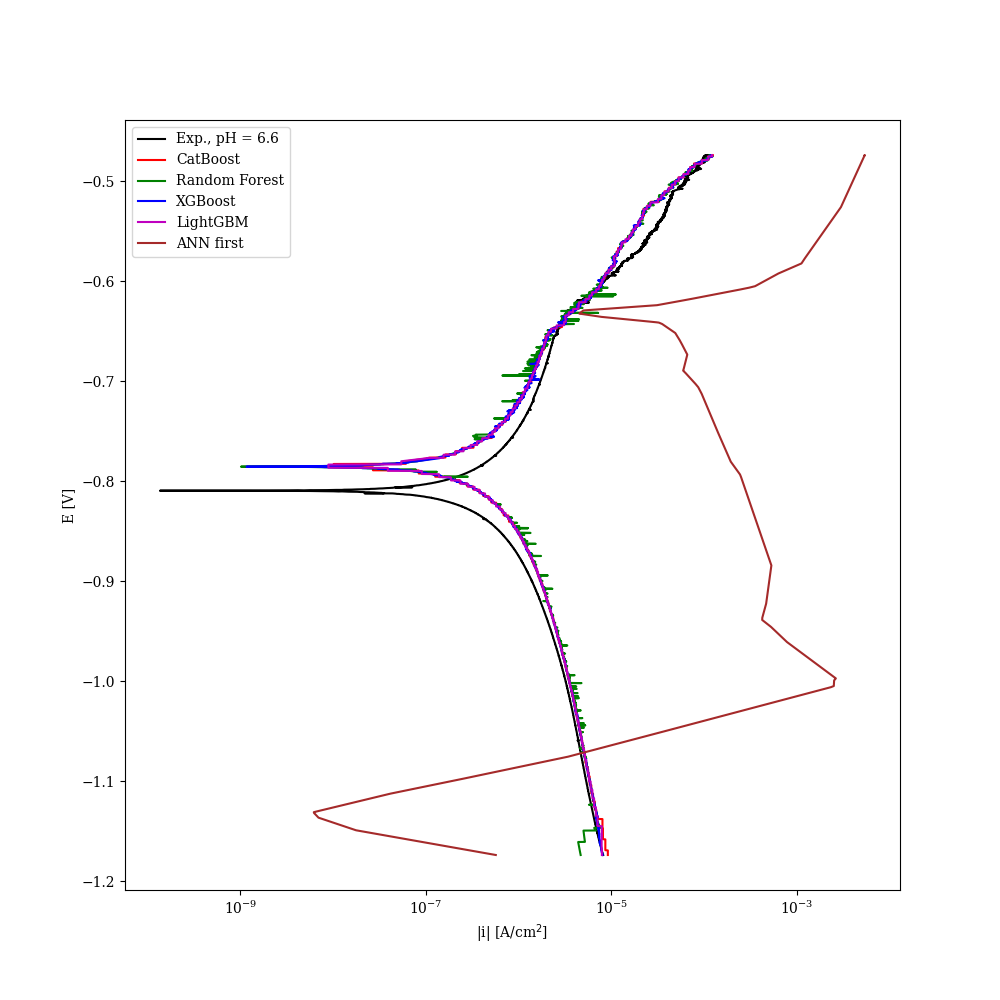 Exp., pH = 6.6
CatBoost
Random Forest
XGBoost
LightGBM
ANN first
−0.5
−0.6
−0.7
−0.8
−0.9
−1.0
−1.1
−1.2
E [V]
10⁻⁹ 10⁻⁷ 10⁻⁵ 10⁻³
|i| [A/cm²]